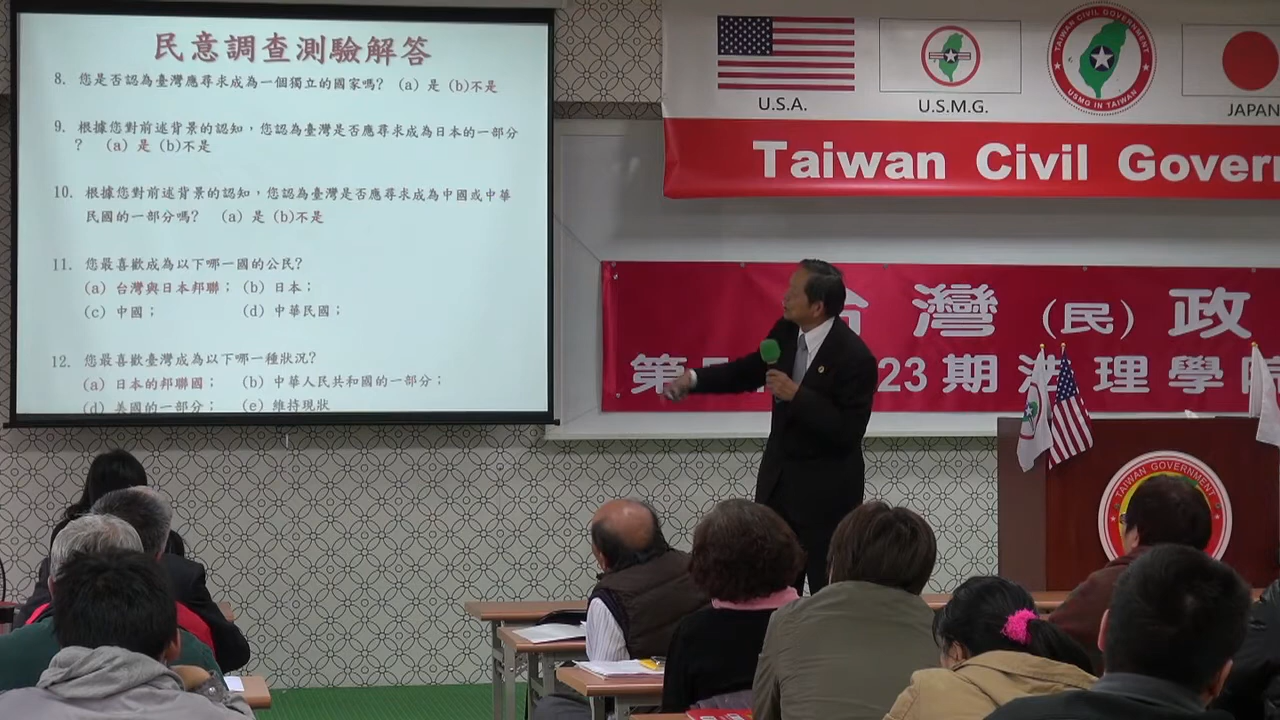 民意調查測驗解答
8. 您是否認為臺灣應尋求成為一個獨立的國家嗎? (a) 是 (b)不是
9. 根據您對前述背景的認知，您認為臺灣是否應尋求成為日本的一部分
? (a) 是 (b)不是
10. 根據您對前述背景的認知，您認為臺灣是否應尋求成為中國或中華
民國的一部分嗎? (a) 是 (b)不是
11. 您最喜歡成為以下哪一國的公民?
(a) 台灣與日本邦聯； (b) 日本；
(c) 中國； (d) 中華民國；
12. 您最喜歡臺灣成為以下哪一種狀況?
(a) 日本的邦聯國； (b) 中華人民共和國的一部分；
(d) 美國的一部分； (e) 維持現狀
U.S.A.
U.S.M.G.
TAIWAN CIVIL GOVERNMENT
USMG IN TAIWAN
JAPAN
Taiwan Civil Govern
灣 (民) 政
第 23 期 理 學 院
TAIWAN GOVERNMENT